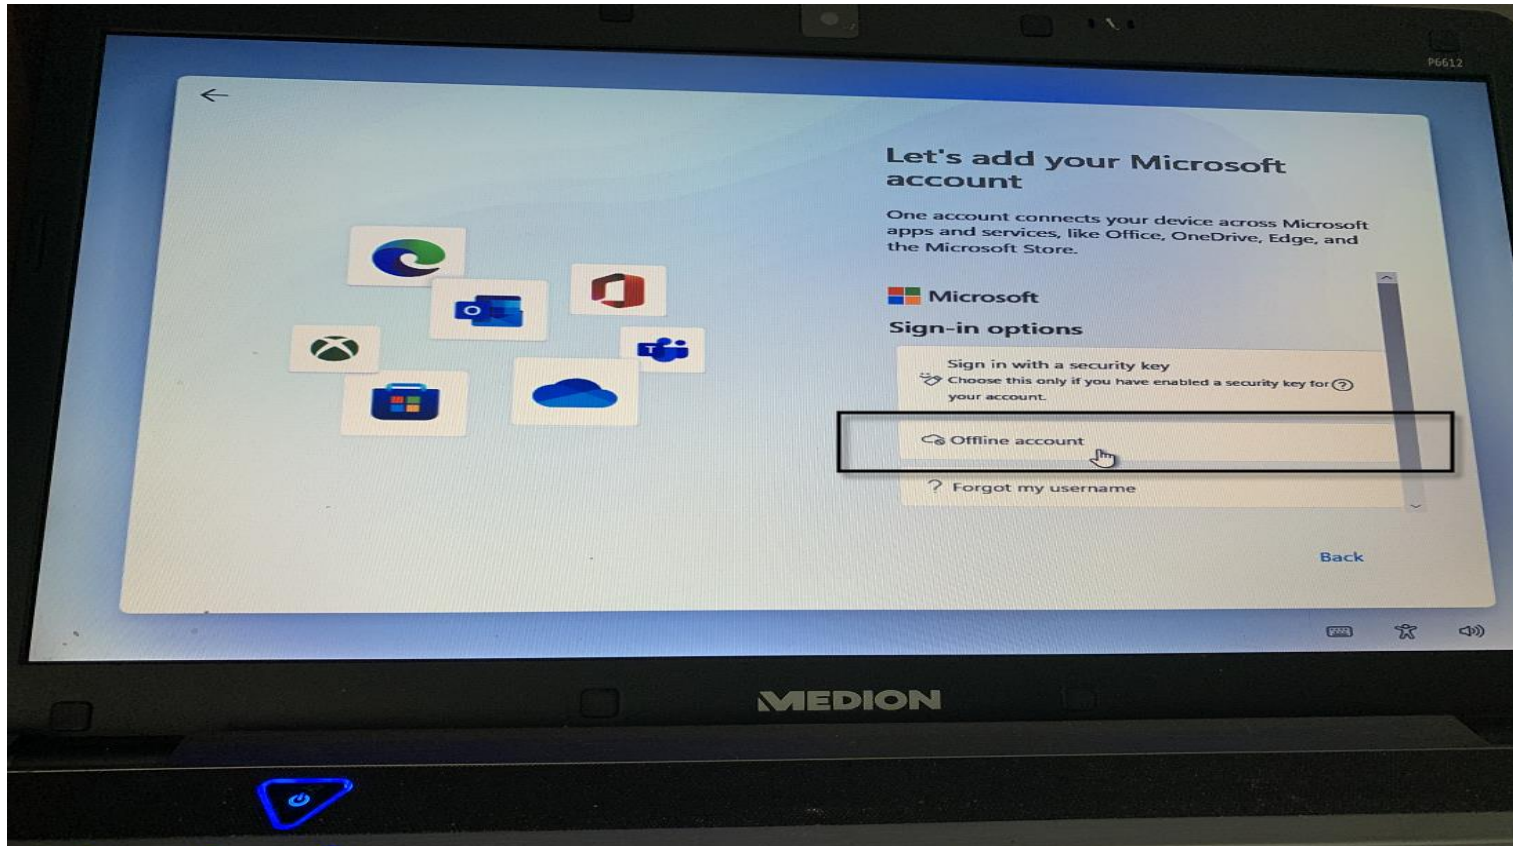 P6612
Let's add your Microsoft
account
One account connects your device across Microsoft
apps and services, like Office, OneDrive, Edge, and
the Microsoft Store.
Microsoft
Sign-in options
Sign in with a security key
Choose this only if you have enabled a security key for
your account.
Offline account
? Forgot my username
Back
MEDION